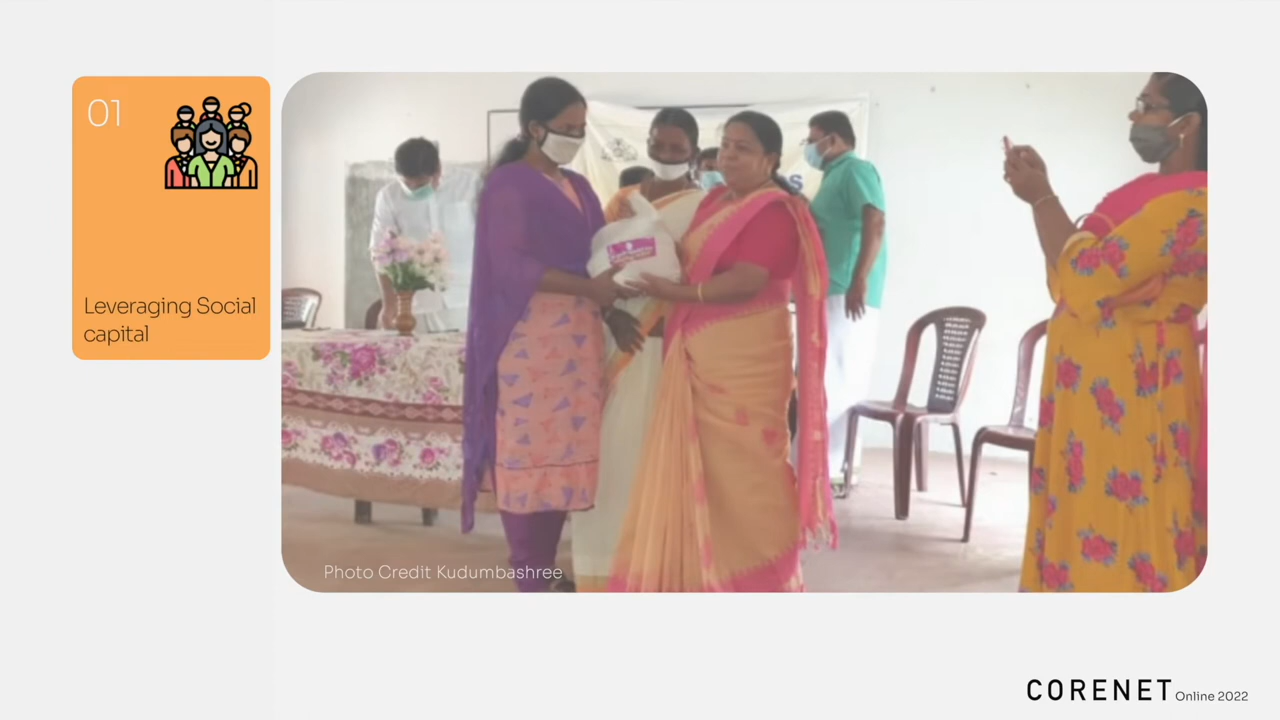 01
Leveraging Social
capital
Photo Credit Kudumbashree
CORENET Online 2022